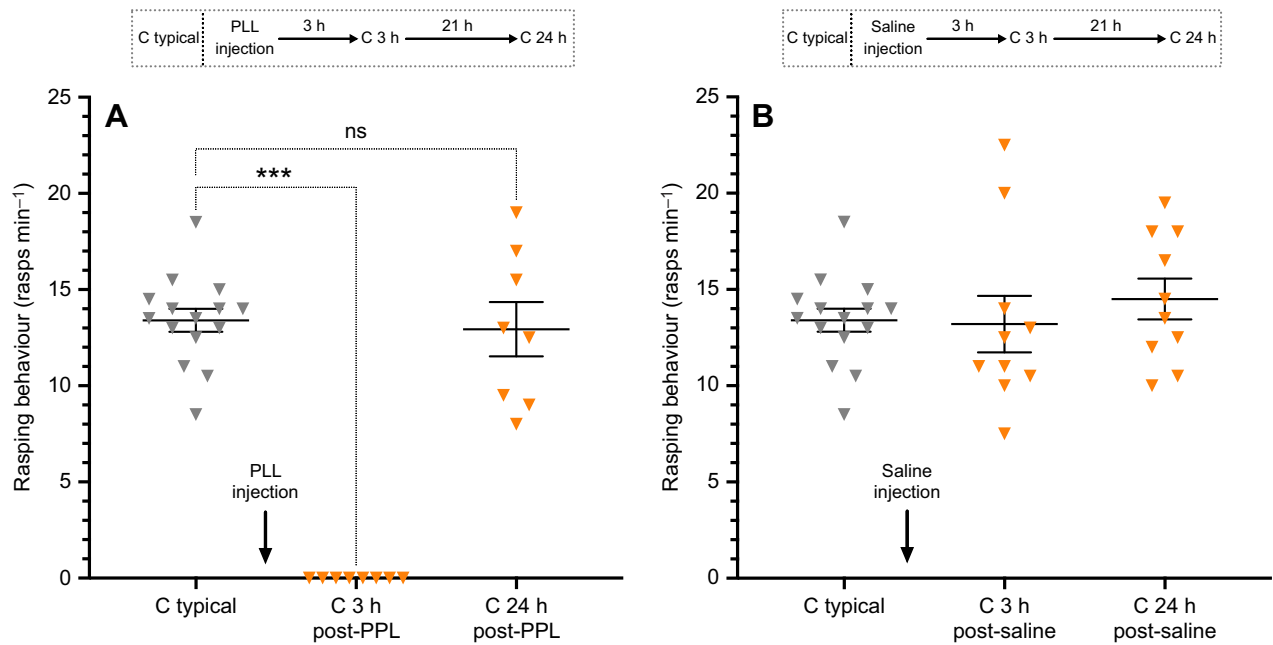 C typical PLL injection 3 h C 3 h 21 h C 24 h
C typical Saline injection 3 h C 3 h 21 h C 24 h
A
Rasping behaviour (rasps min⁻¹)
25
20
15
10
5
0
ns
***
PLL
injection
C typical
C 3 h
post-PPL
C 24 h
post-PPL
B
Rasping behaviour (rasps min⁻¹)
25
20
15
10
5
0
Saline
injection
C typical
C 3 h
post-saline
C 24 h
post-saline